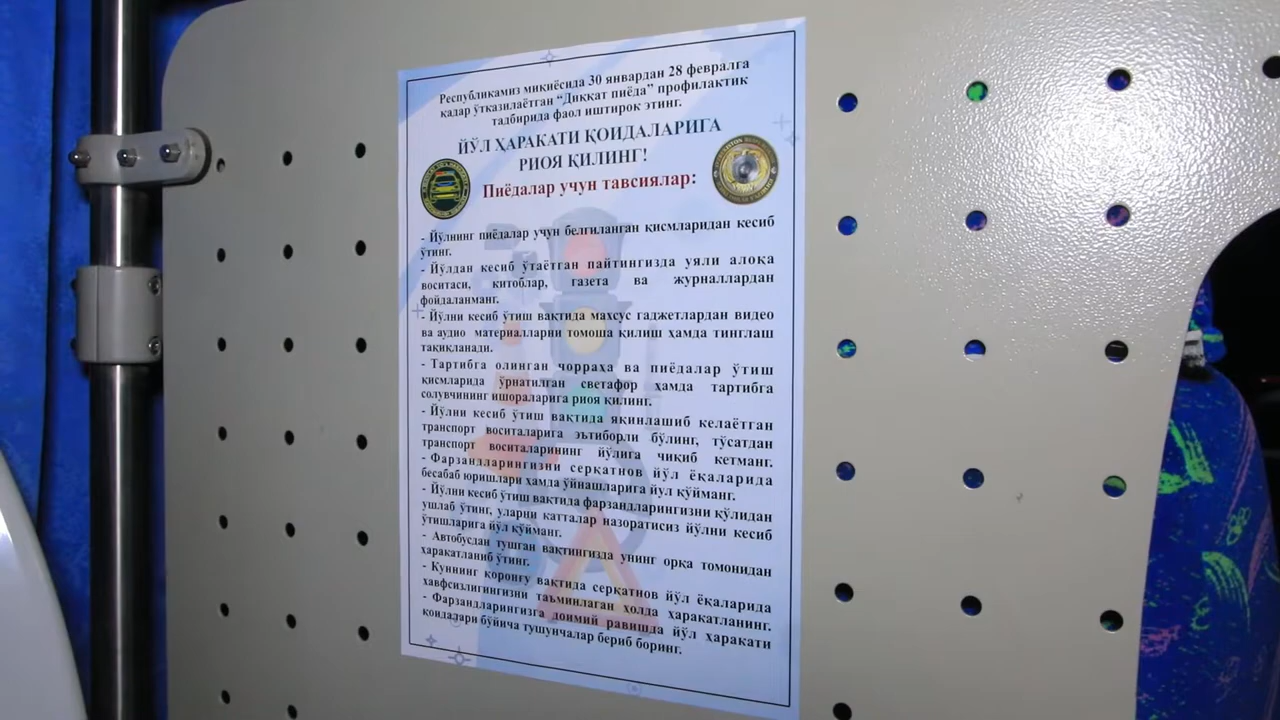 Республикамиз миқиёсида 30 январдан 28 февралга
қадар ўтқазилаётган “Диққат пиёда” профилактик
тадбирида фаол иштирок этинг.
ЙЎЛ ҲАРАКАТИ ҚОИДАЛАРИГА
РИОЯ ҚИЛИНГ!
Пиёдалар учун тавсиялар:
- Йўлнинг пиёдалар учун белгиланган қисмларидан кесиб
ўтинг.
- Йўлдан кесиб ўтаётган пайтингизда уяли алоқа
воситаси, китоблар, газета ва журналлардан
фойдаланманг.
- Йўлни кесиб ўтиш вақтида махсус гаджетлардан видео
ва аудио материалларни томоша қилиш ҳамда тинглаш
тақиқланади.
- Тартибга олинган чорраҳа ва пиёдалар ўтиш
қисмларида ўрнатилган светафор ҳамда тартибга
солувчининг ишораларига риоя қилинг.
- Йўлни кесиб ўтиш вақтида яқинлашиб келаётган
транспорт воситаларига эътиборли бўлинг, тўсатдан
транспорт воситаларининг йўлига чиқиб кетманг.
- Фарзандларингизни серқатнов йўл ёқаларида
бесабаб юришлари ҳамда ўйнашларига йул қўйманг.
- Йўлни кесиб ўтиш вақтида фарзандларингизни қўлидан
ушлаб ўтинг, уларни катталар назоратисиз йўлни кесиб
ўтишларига йўл қўйманг.
- Автобусдан тушган вақтингизда унинг орқа томонидан
ҳаракатланиб ўтинг.
- Куннинг қоронғу вақтида серқатнов йўл ёқаларида
хавфсизлигингизни таъминлаган ҳолда ҳаракатланинг.
- Фарзандларингизга доимий равишда йўл ҳаракати
қоидалари бўйича тушунчалар бериб боринг.